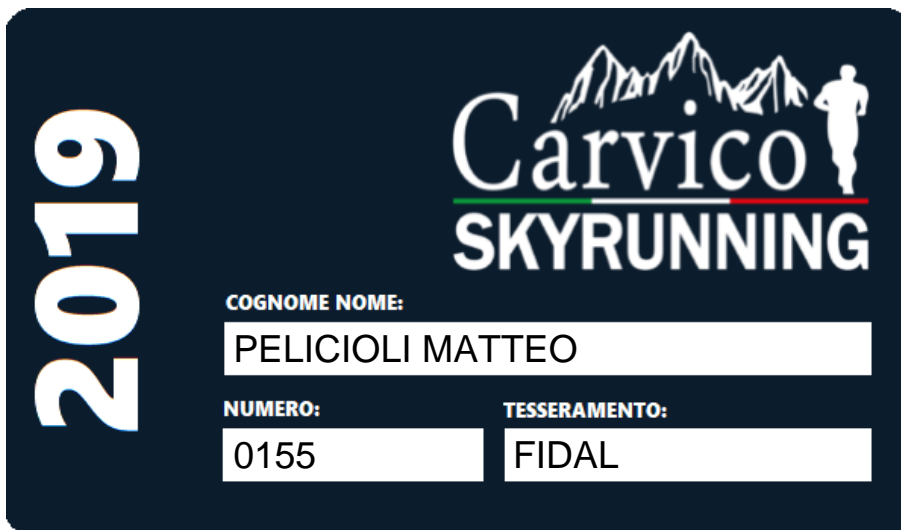 2019
Carvico
SKYRUNNING
COGNOME NOME:
PELICIOLI MATTEO
NUMERO:
TESSERAMENTO:
0155
FIDAL